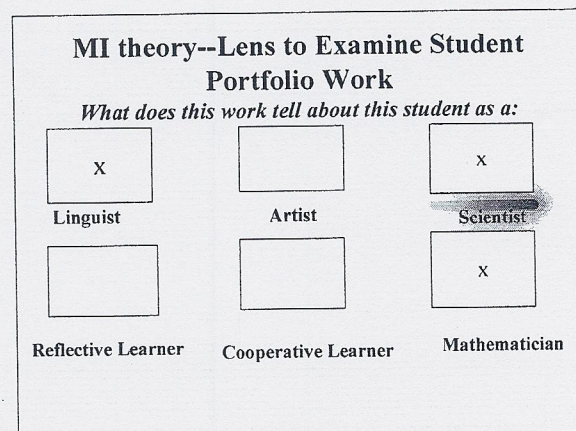 MI theory--Lens to Examine Student
Portfolio Work
What does this work tell about this student as a:
X
X
Linguist
Artist
Scientist
X
Reflective Learner
Cooperative Learner
Mathematician